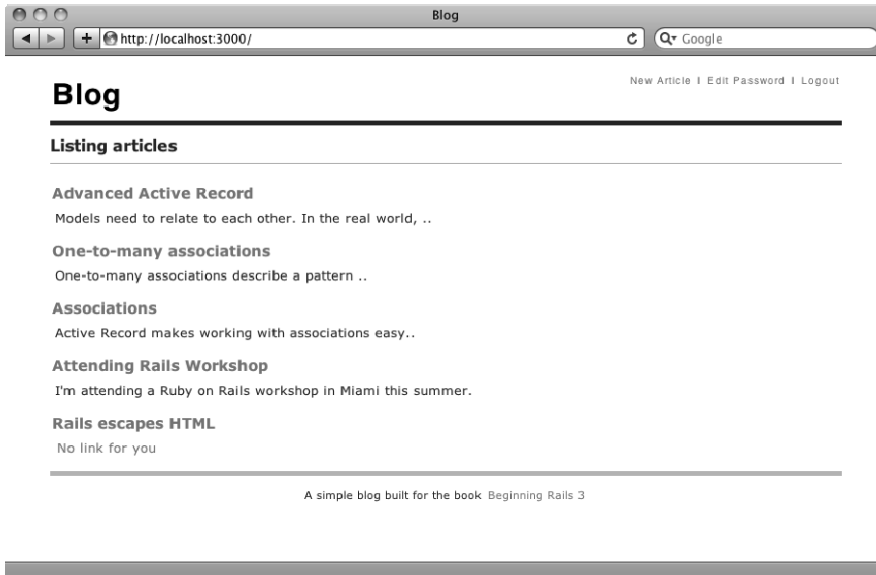 Blog
http://localhost:3000/
Google
New Article | Edit Password | Logout
Blog
Listing articles
Advanced Active Record
Models need to relate to each other. In the real world, ..
One-to-many associations
One-to-many associations describe a pattern ..
Associations
Active Record makes working with associations easy..
Attending Rails Workshop
I'm attending a Ruby on Rails workshop in Miami this summer.
Rails escapes HTML
No link for you
A simple blog built for the book Beginning Rails 3